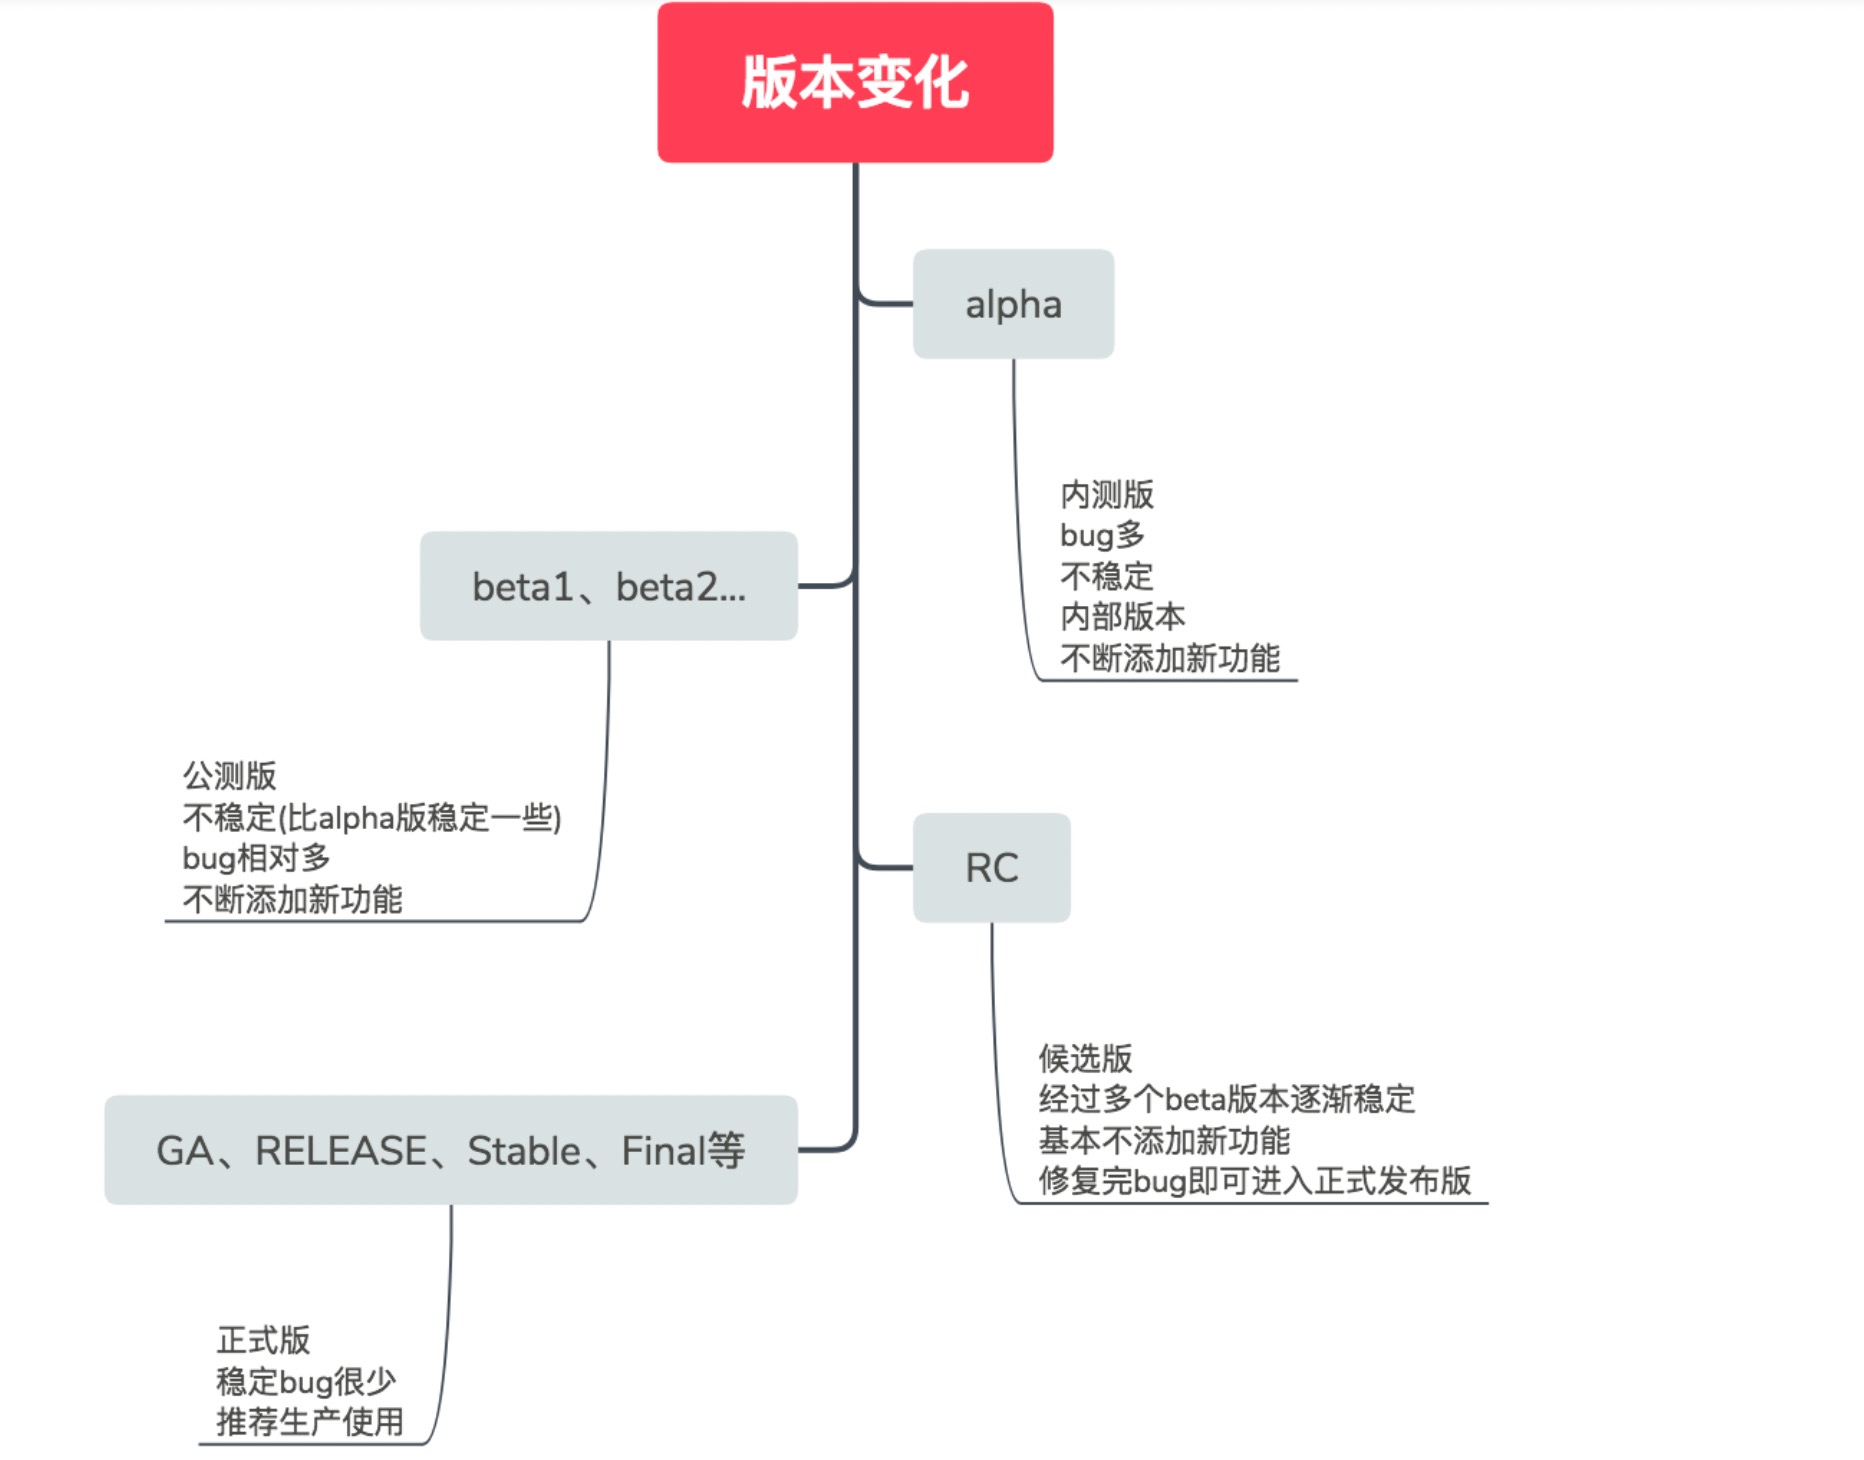 版本变化
alpha
内测版
bug多
不稳定
内部版本
不断添加新功能
beta1、beta2...
公测版
不稳定(比alpha版稳定一些)
bug相对多
不断添加新功能
RC
候选版
经过多个beta版本逐渐稳定
基本不添加新功能
修复完bug即可进入正式发布版
GA、RELEASE、Stable、Final等
正式版
稳定bug很少
推荐生产使用